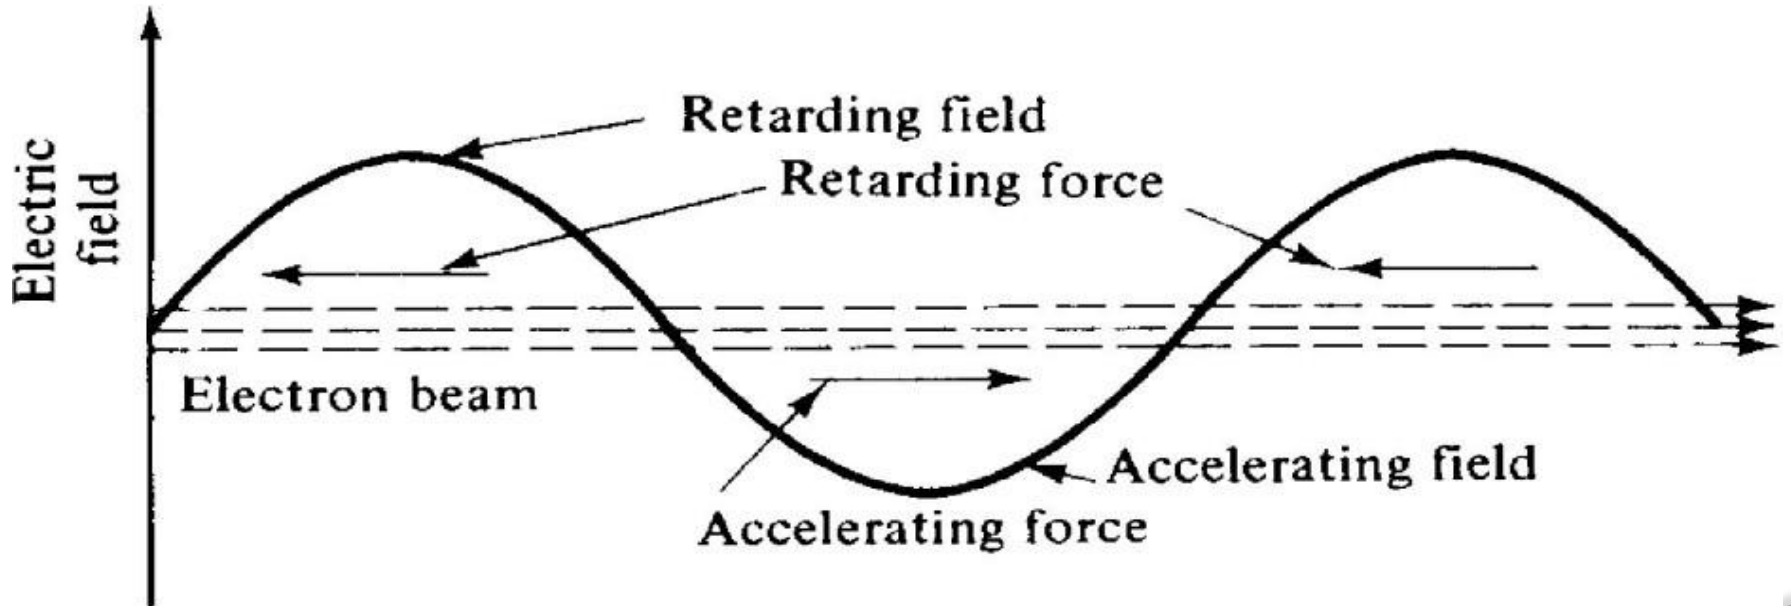 Electric
field
Retarding field
Retarding force
Electron beam
Accelerating field
Accelerating force